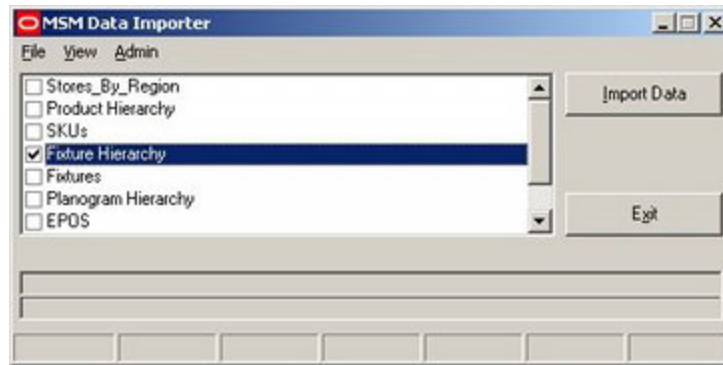 MSM Data Importer
File View Admin
Stores_By_Region
Product Hierarchy
SKUs
Fixture Hierarchy
Fixtures
Planogram Hierarchy
EPOS
Import Data
Exit